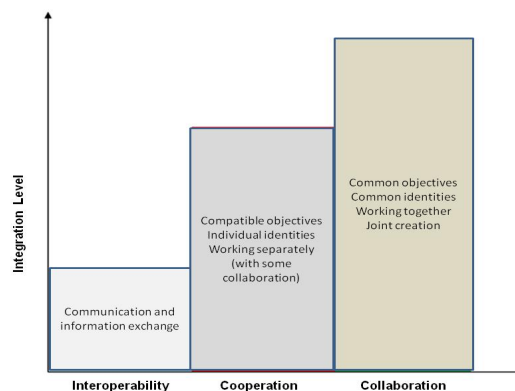 Integration Level
Communication and
information exchange
Compatible objectives
Individual identities
Working separately
(with some
collaboration)
Common objectives
Common identities
Working together
Joint creation
Interoperability
Cooperation
Collaboration